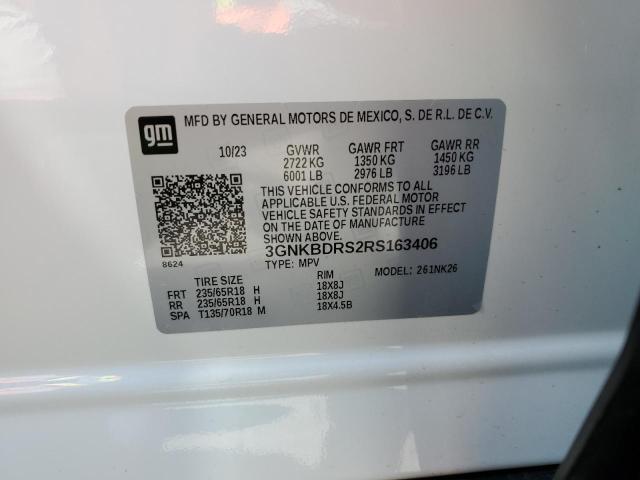 gm
MFD BY GENERAL MOTORS DE MEXICO, S. DE R.L. DE C.V.
10/23 GVWR GAWR FRT GAWR RR
2722 KG 1350 KG 1450 KG
6001 LB 2976 LB 3196 LB
THIS VEHICLE CONFORMS TO ALL
APPLICABLE U.S. FEDERAL MOTOR
VEHICLE SAFETY STANDARDS IN EFFECT
ON THE DATE OF MANUFACTURE
3GNKBDRS2RS163406
8624 TYPE: MPV MODEL: 261NK26
TIRE SIZE RIM
FRT 235/65R18 H 18X8J
RR 235/65R18 H 18X8J
SPA T135/70R18 M 18X4.5B